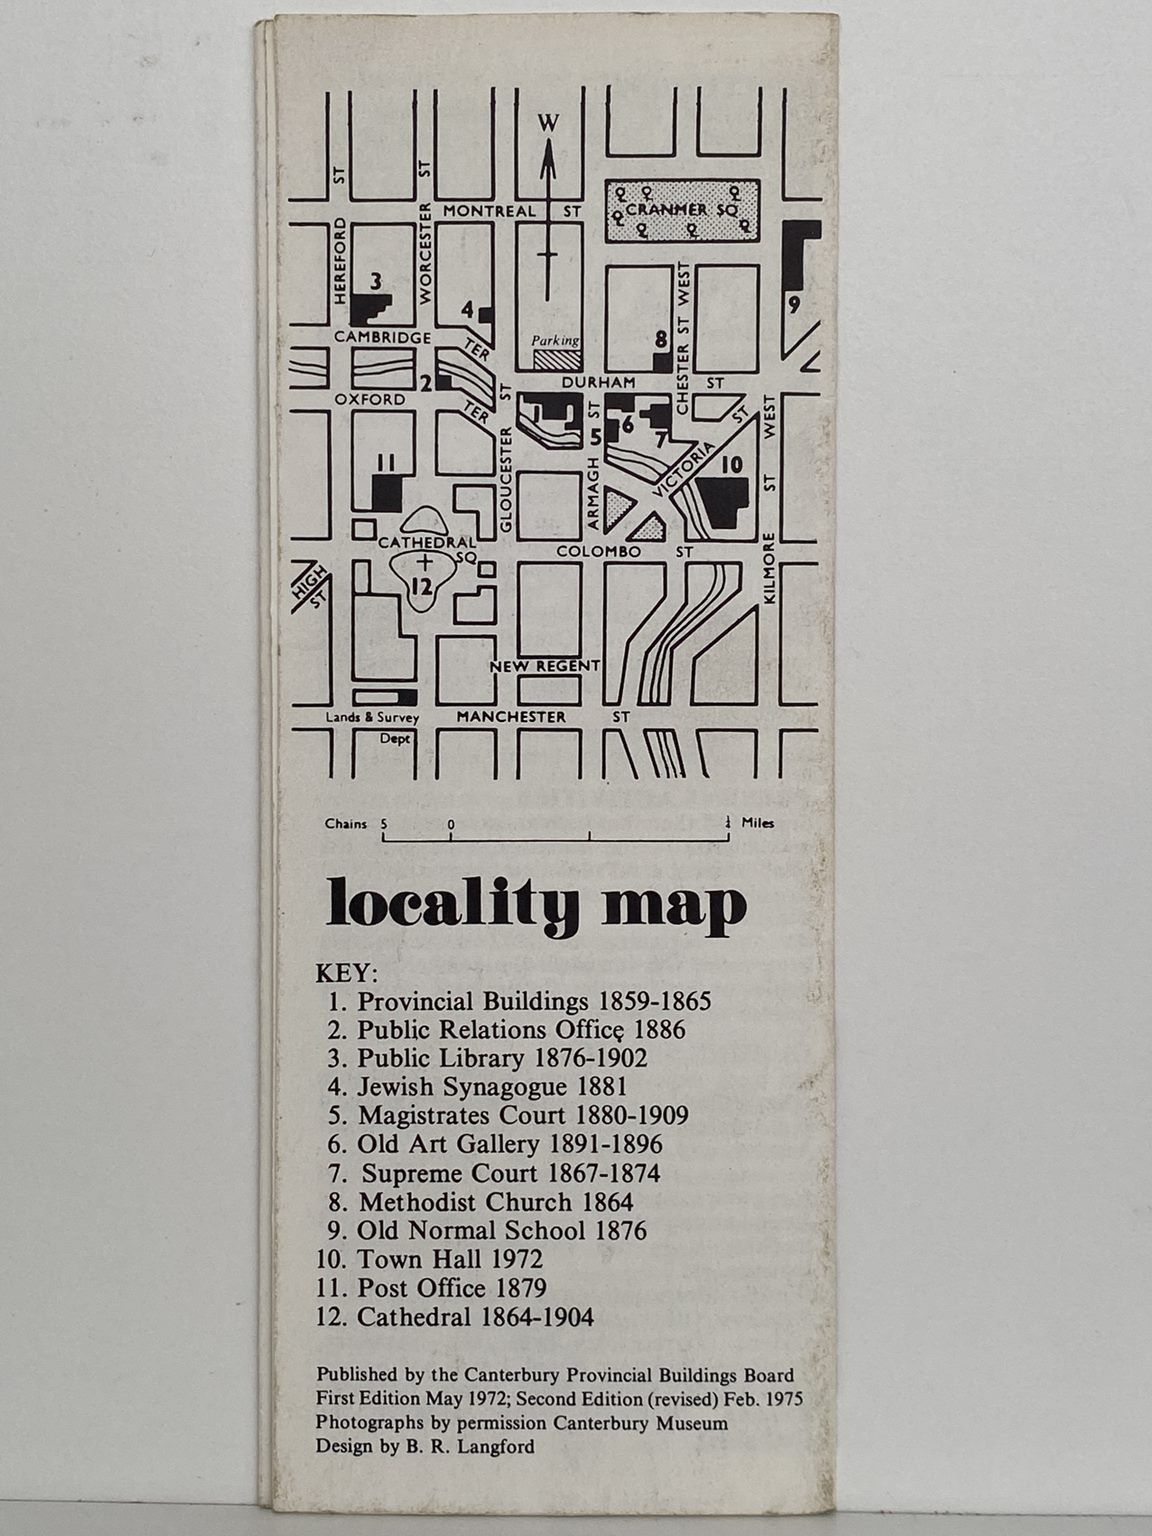 W
ST
ST
MONTREAL ST
CRANMER SQ
HEREFORD
WORCESTER
CHESTER ST WEST
3
4
9
Parking
8
CAMBRIDGE TER
2
DURHAM ST
OXFORD TER
ST
1
ST
5
6
7
VICTORIA ST
WEST
11
GLOUCESTER
ARMAGH
10
ST
CATHEDRAL
SQ
COLOMBO ST
KILMORE
HIGH
ST
12
NEW REGENT
Lands & Survey
Dept
MANCHESTER ST
Chains 5 0 ¼ Miles
locality map
KEY:
1. Provincial Buildings 1859-1865
2. Public Relations Office 1886
3. Public Library 1876-1902
4. Jewish Synagogue 1881
5. Magistrates Court 1880-1909
6. Old Art Gallery 1891-1896
7. Supreme Court 1867-1874
8. Methodist Church 1864
9. Old Normal School 1876
10. Town Hall 1972
11. Post Office 1879
12. Cathedral 1864-1904
Published by the Canterbury Provincial Buildings Board
First Edition May 1972; Second Edition (revised) Feb. 1975
Photographs by permission Canterbury Museum
Design by B. R. Langford